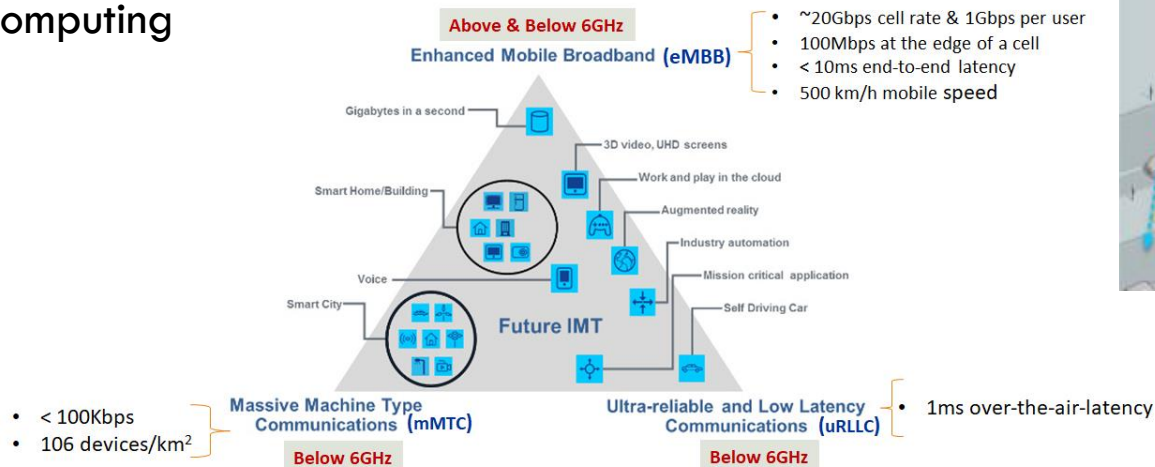 omputing
Above & Below 6GHz
Enhanced Mobile Broadband (eMBB)
• ~20Gbps cell rate & 1Gbps per user
• 100Mbps at the edge of a cell
• < 10ms end-to-end latency
• 500 km/h mobile speed
Gigabytes in a second
3D video, UHD screens
Work and play in the cloud
Smart Home/Building
Augmented reality
Industry automation
Voice
Mission critical application
Smart City
Self Driving Car
Future IMT
• < 100Kbps
• 106 devices/km²
Massive Machine Type
Communications (mMTC)
Below 6GHz
Ultra-reliable and Low Latency
Communications (uRLLC)
Below 6GHz
• 1ms over-the-air-latency